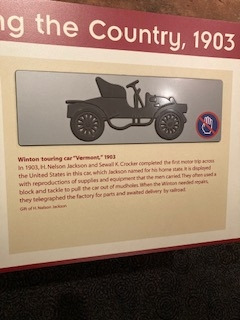 ng the Country, 1903
Winton touring car "Vermont," 1903
In 1903, H. Nelson Jackson and Sewall K. Crocker completed the first motor trip across
the United States in this car, which Jackson named for his home state. It is displayed
with reproductions of supplies and equipment that the men carried. They often used a
block and tackle to pull the car out of mudholes. When the Winton needed repairs,
they telegraphed the factory for parts and awaited delivery by railroad.
Gift of H. Nelson Jackson